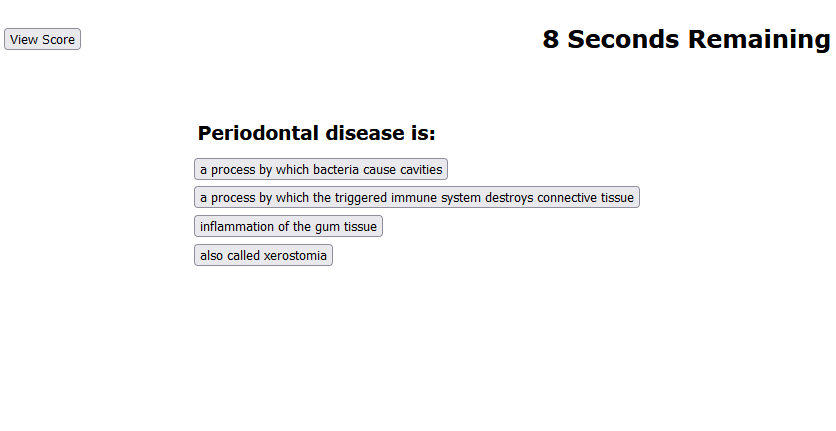 View Score
8 Seconds Remaining
Periodontal disease is:
a process by which bacteria cause cavities
a process by which the triggered immune system destroys connective tissue
inflammation of the gum tissue
also called xerostomia